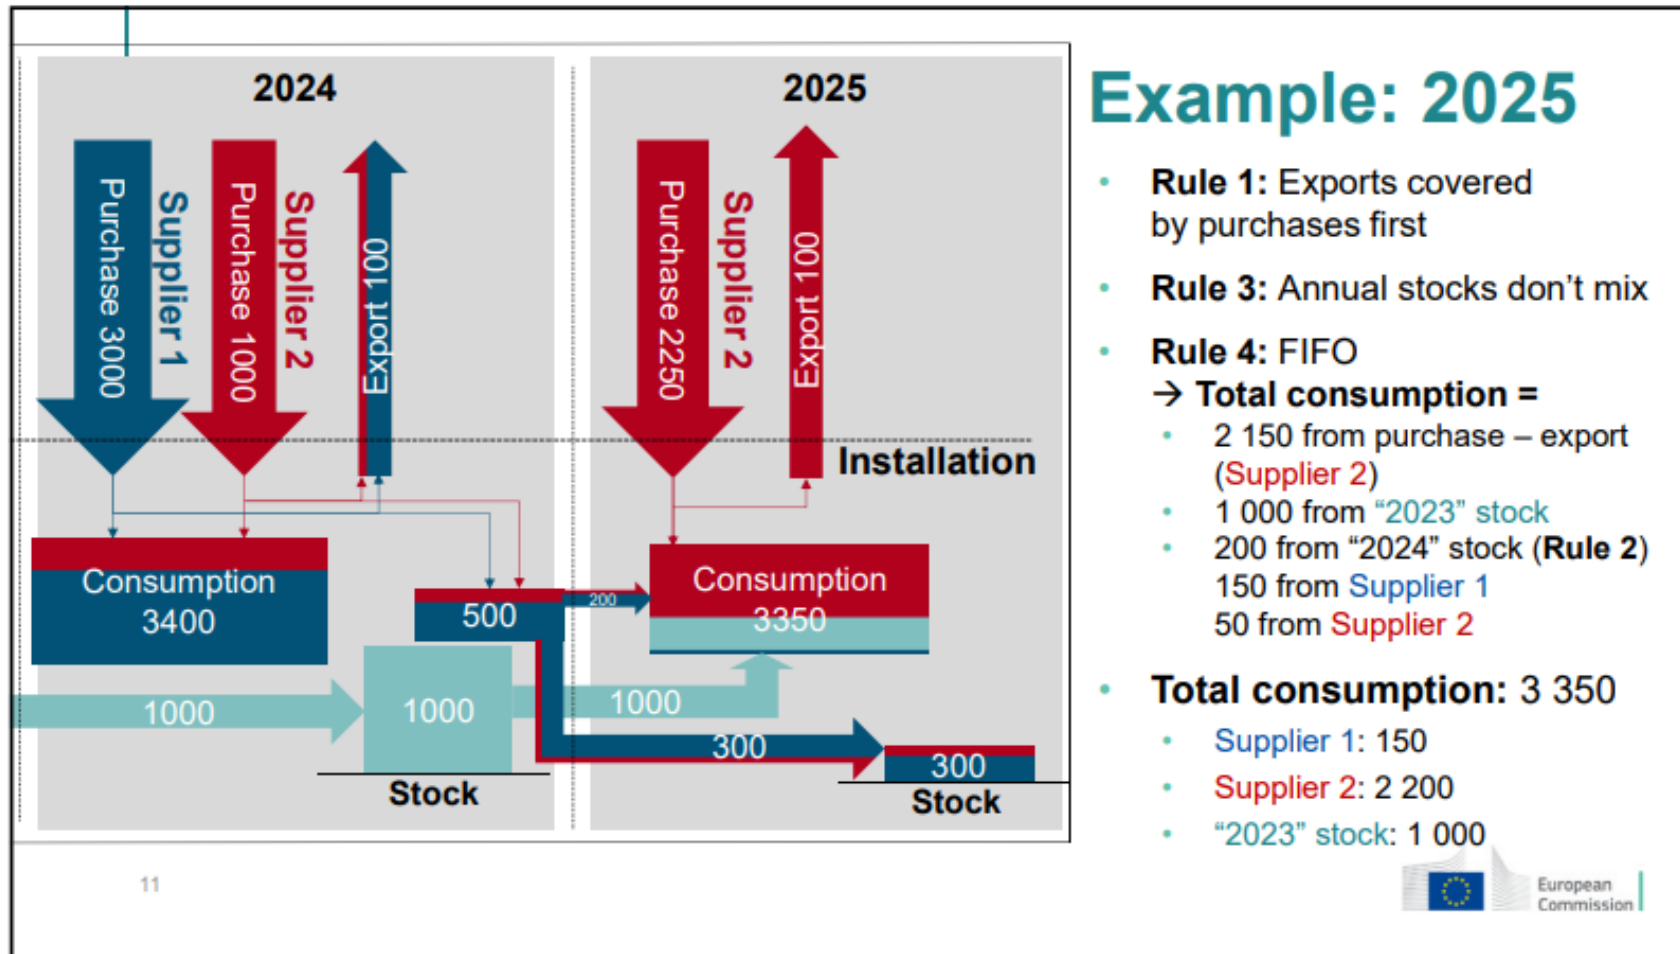 2024
2025
Purchase 3000
Supplier 1
Purchase 1000
Supplier 2
Export 100
Purchase 2250
Supplier 2
Export 100
Installation
Consumption
3400
500
200
Consumption
3350
1000
1000
1000
300
300
Stock
Stock
Example: 2025
• Rule 1: Exports covered
by purchases first
• Rule 3: Annual stocks don’t mix
• Rule 4: FIFO
→ Total consumption =
• 2 150 from purchase – export
(Supplier 2)
• 1 000 from “2023” stock
• 200 from “2024” stock (Rule 2)
150 from Supplier 1
50 from Supplier 2
• Total consumption: 3 350
• Supplier 1: 150
• Supplier 2: 2 200
• “2023” stock: 1 000
11
European
Commission